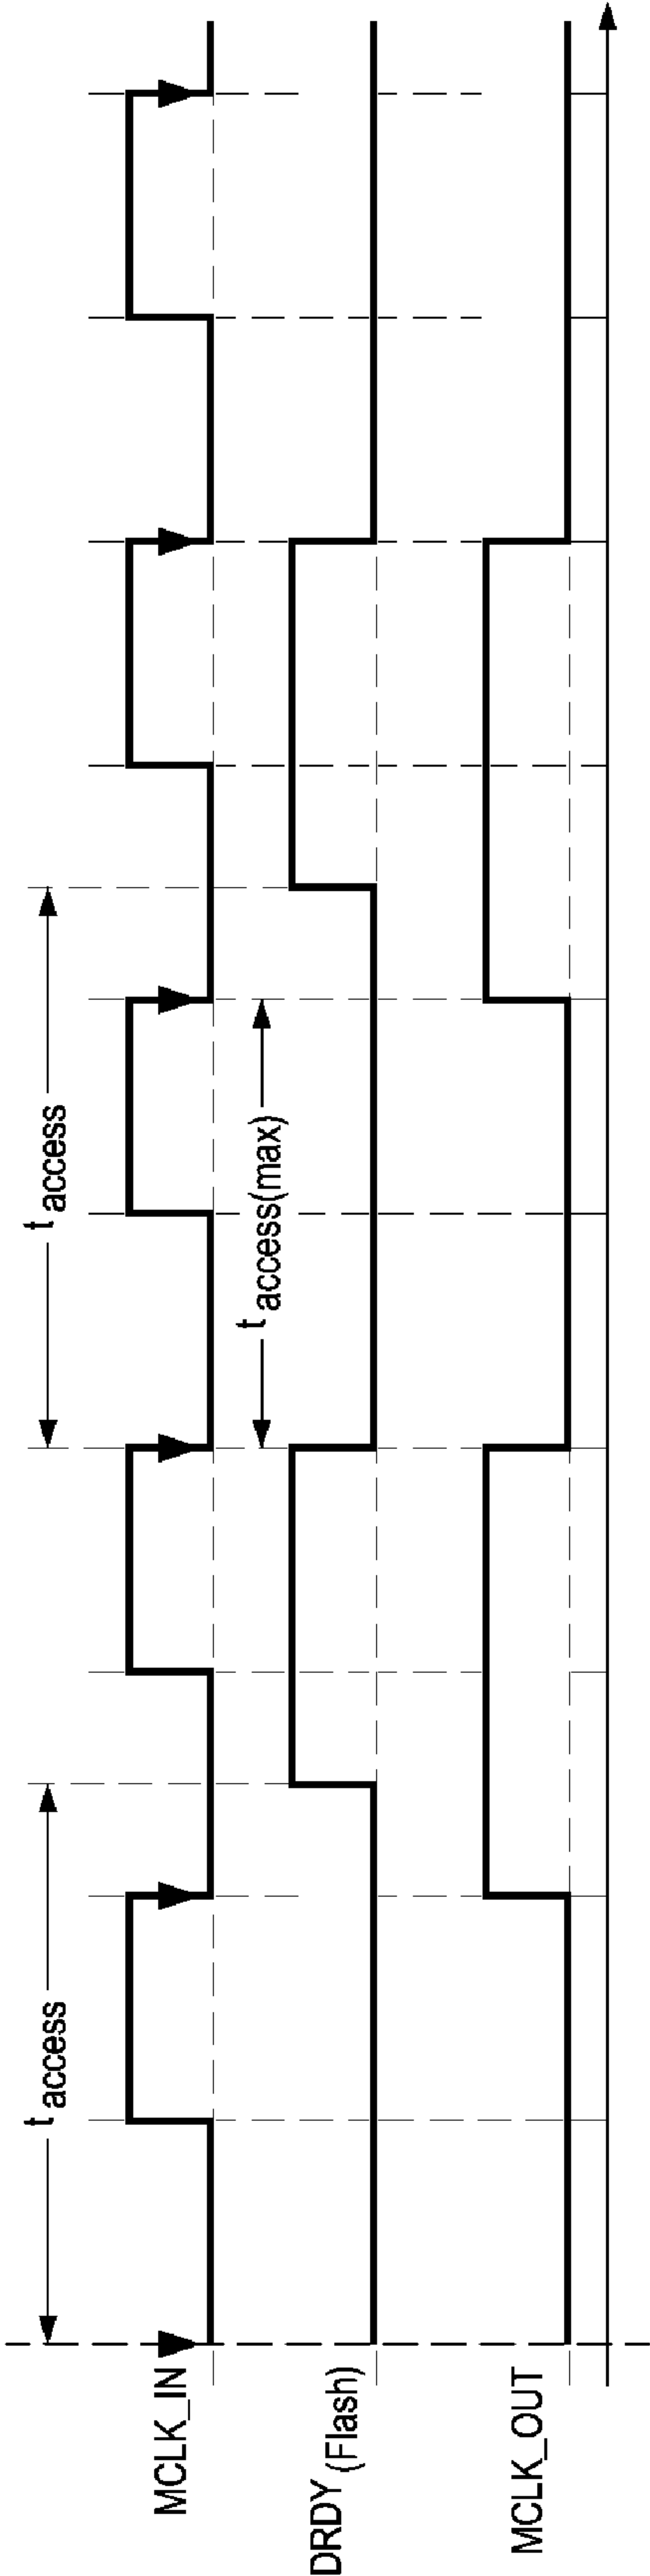 t access
t access
t access(max)
MCLK_IN
DRDY (Flash)
MCLK_OUT